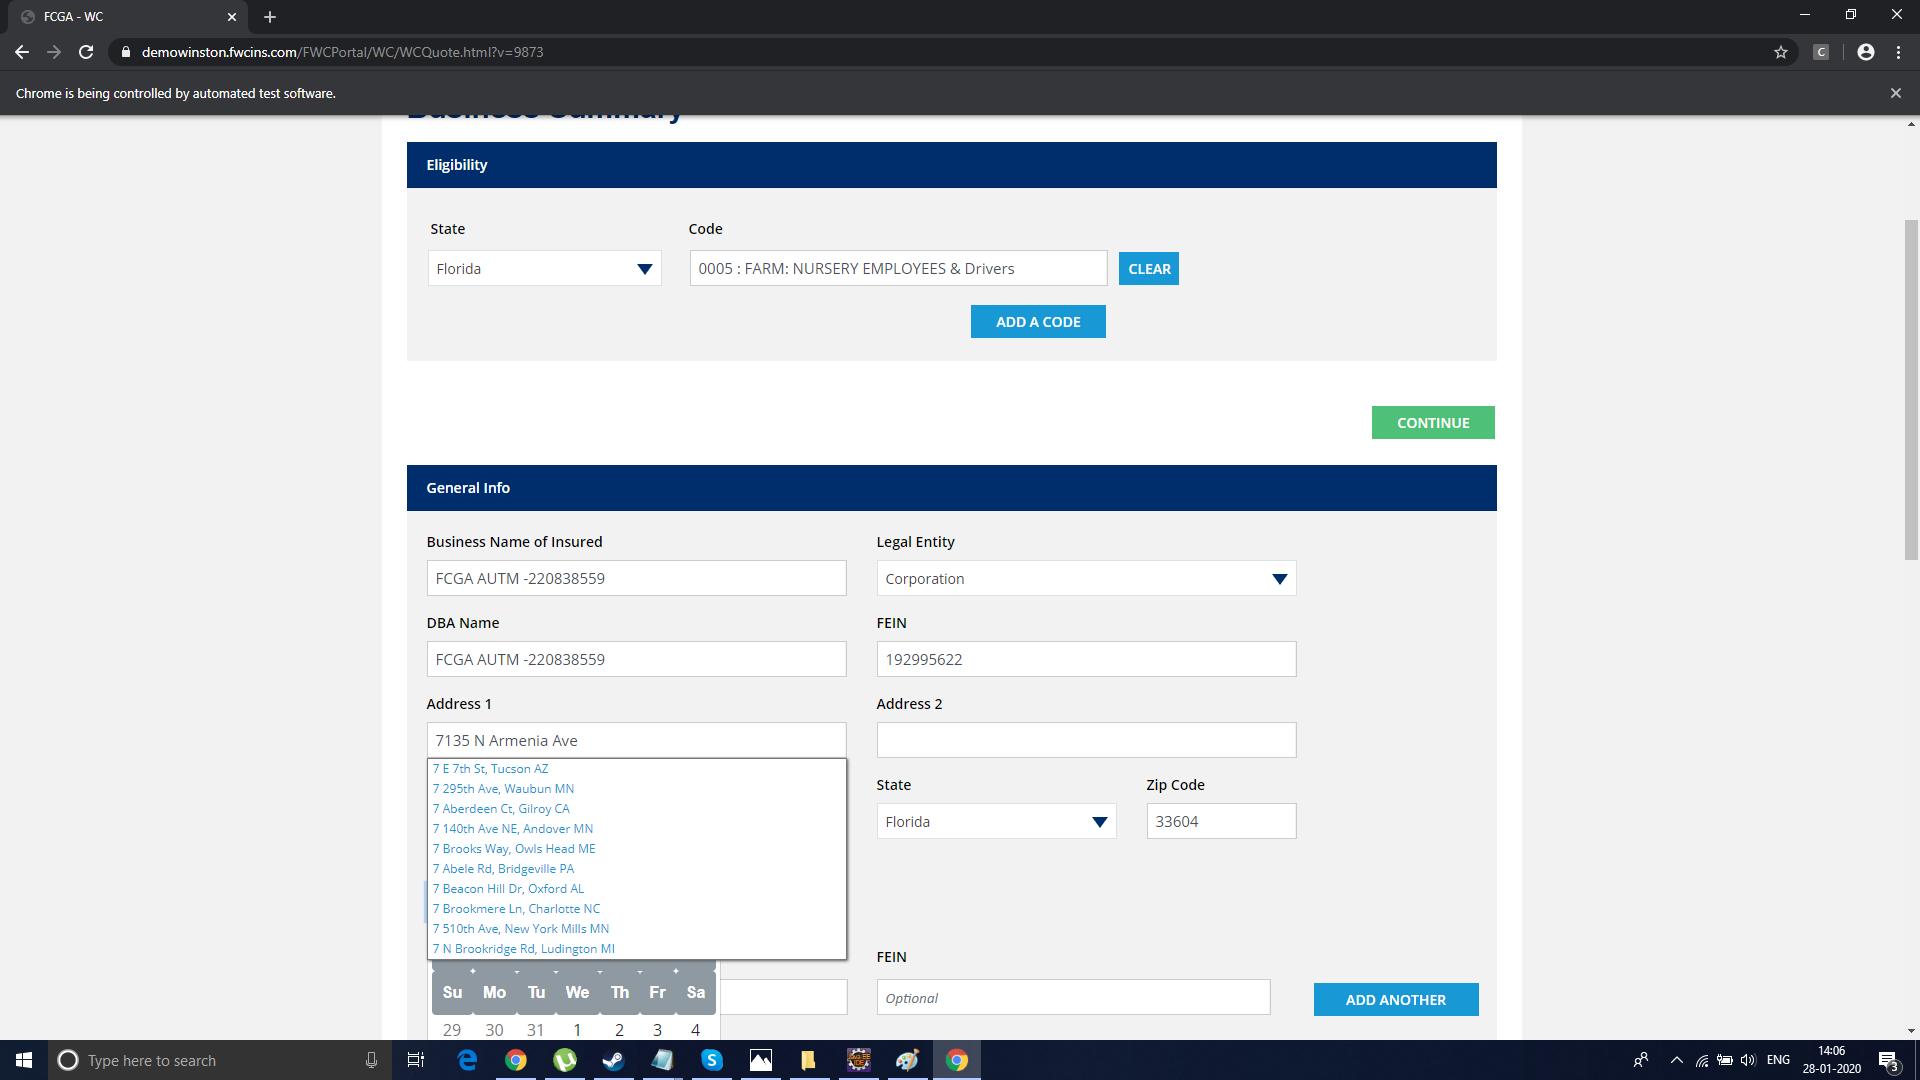 FCGA - WC
demowinston.fwcins.com/FWCPortal/WC/WCQuote.html?v=9873
C
Chrome is being controlled by automated test software.
Business Summary
Eligibility
State
Code
Florida
0005 : FARM: NURSERY EMPLOYEES & Drivers
CLEAR
ADD A CODE
CONTINUE
General Info
Business Name of Insured
Legal Entity
FCGA AUTM -220838559
Corporation
DBA Name
FEIN
FCGA AUTM -220838559
192995622
Address 1
Address 2
7135 N Armenia Ave
7 E 7th St, Tucson AZ
7 295th Ave, Waubun MN
7 Aberdeen Ct, Gilroy CA
7 140th Ave NE, Andover MN
7 Brooks Way, Owls Head ME
7 Abele Rd, Bridgeville PA
7 Beacon Hill Dr, Oxford AL
7 Brookmere Ln, Charlotte NC
7 510th Ave, New York Mills MN
7 N Brookridge Rd, Ludington MI
State
Zip Code
Florida
33604
FEIN
Optional
ADD ANOTHER
Su Mo Tu We Th Fr Sa
29 30 31 1 2 3 4
Type here to search
ENG
14:06
28-01-2020
3